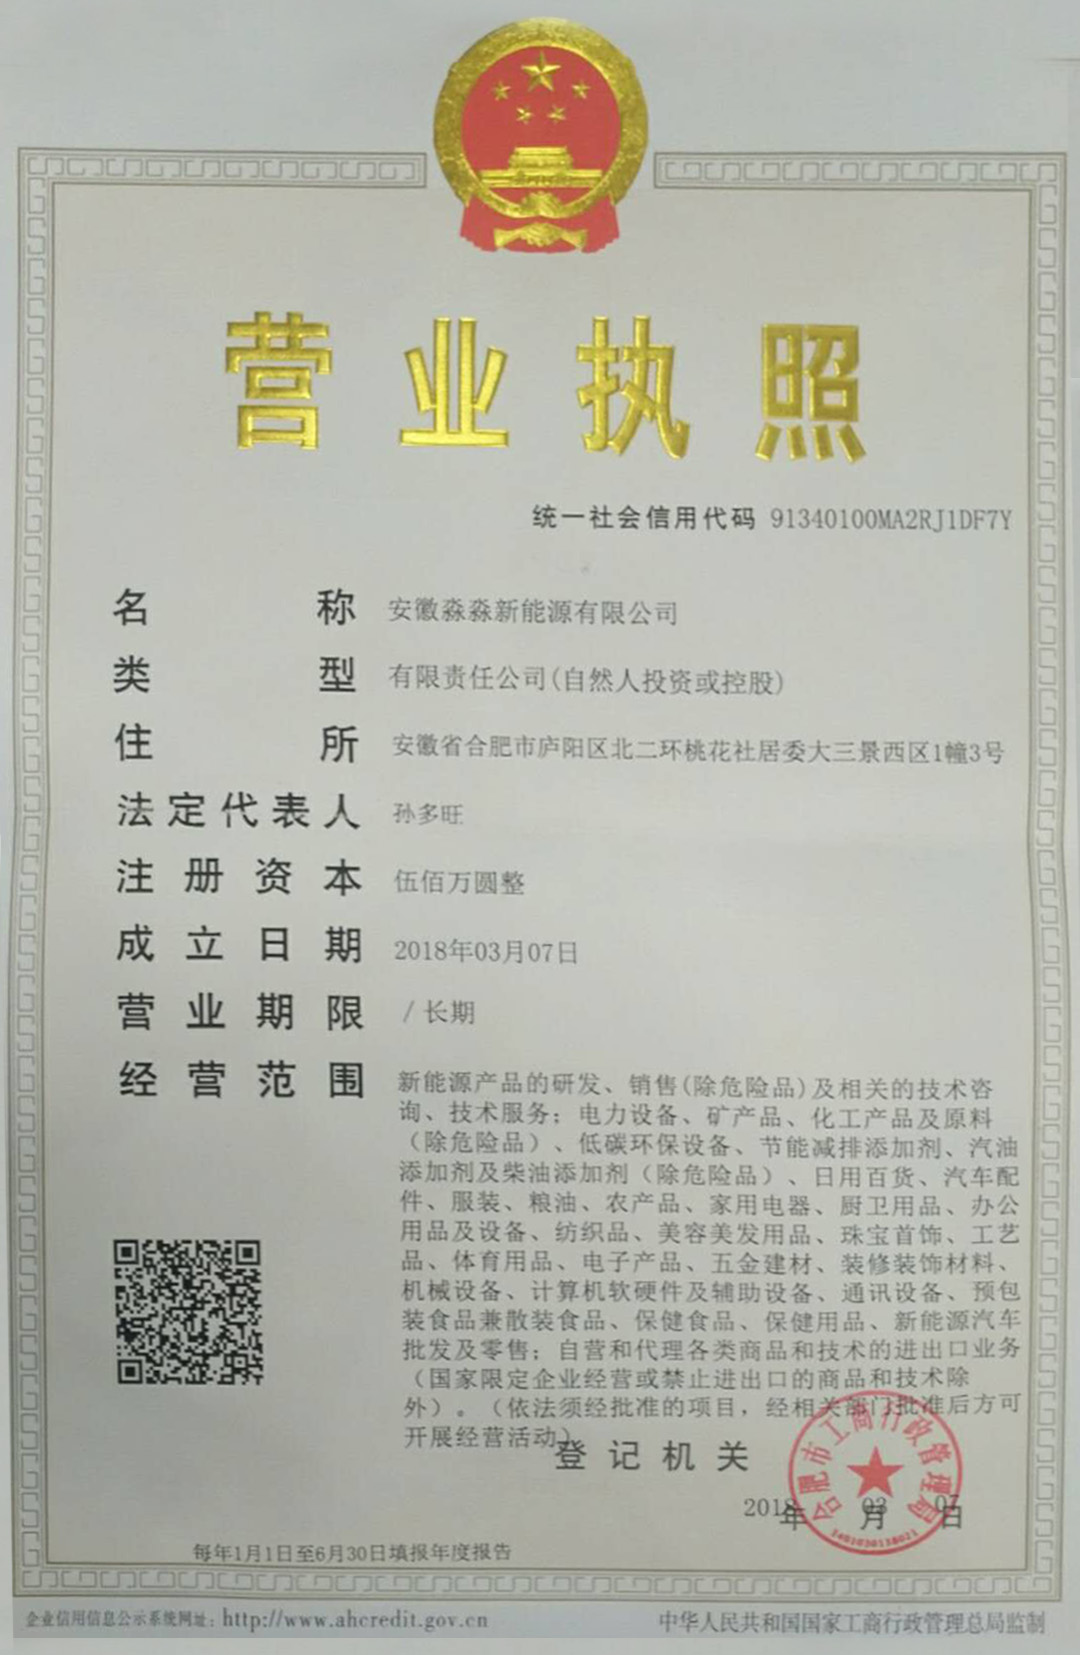 营业执照
统一社会信用代码 91340100MA2RJ1DF7Y
名称 安徽淼淼新能源有限公司
类型 有限责任公司(自然人投资或控股)
住所 安徽省合肥市庐阳区北二环桃花社居委大三景西区1幢3号
法定代表人 孙多旺
注册资本 伍佰万圆整
成立日期 2018年03月07日
营业期限 / 长期
经营范围 新能源产品的研发、销售(除危险品)及相关的技术咨
询、技术服务；电力设备、矿产品、化工产品及原料
（除危险品）、低碳环保设备、节能减排添加剂、汽油
添加剂及柴油添加剂（除危险品）、日用百货、汽车配
件、服装、粮油、农产品、家用电器、厨卫用品、办公
用品及设备、纺织品、美容美发用品、珠宝首饰、工艺
品、体育用品、电子产品、五金建材、装修装饰材料、
机械设备、计算机软硬件及辅助设备、通讯设备、预包
装食品兼散装食品、保健食品、保健用品、新能源汽车
批发及零售；自营和代理各类商品和技术的进出口业务
（国家限定企业经营或禁止进出口的商品和技术除
外）。（依法须经批准的项目，经相关部门批准后方可
开展经营活动）
登记机关
合肥市工商行政管理局
2018年03月07日
每年1月1日至6月30日填报年度报告
企业信用信息公示系统网址：http://www.ahcredit.gov.cn
中华人民共和国国家工商行政管理总局监制